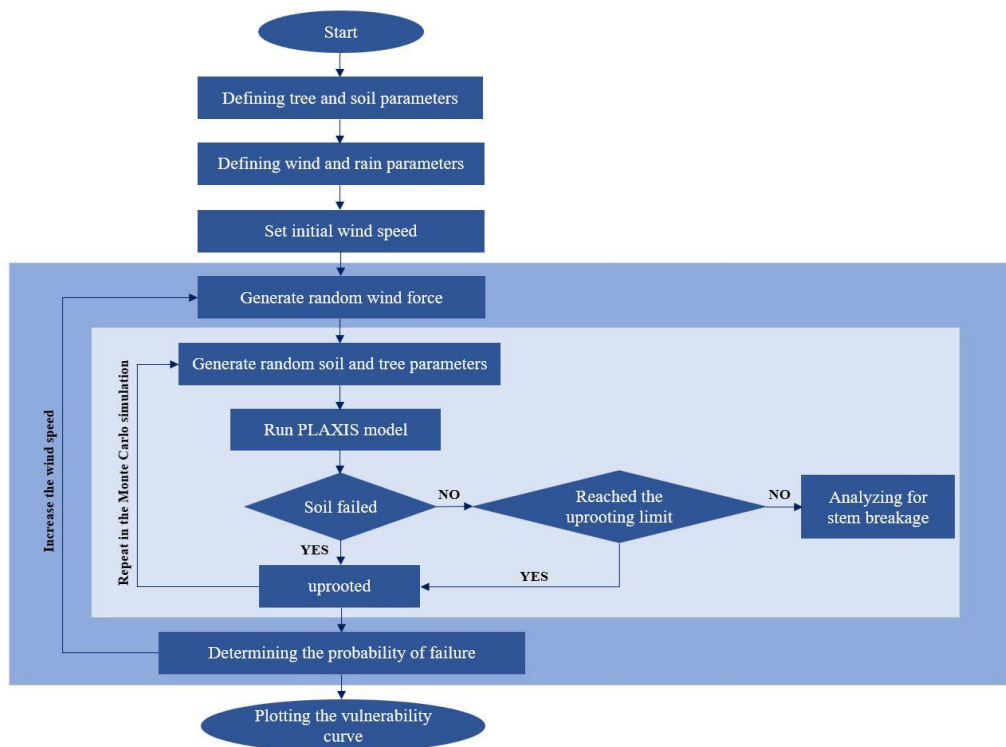 Start
Defining tree and soil parameters
Defining wind and rain parameters
Set initial wind speed
Generate random wind force
Generate random soil and tree parameters
Run PLAXIS model
Soil failed
NO
Reached the
uprooting limit
NO
Analyzing for
stem breakage
YES
YES
uprooted
Repeat in the Monte Carlo simulation
Increase the wind speed
Determining the probability of failure
Plotting the vulnerability
curve